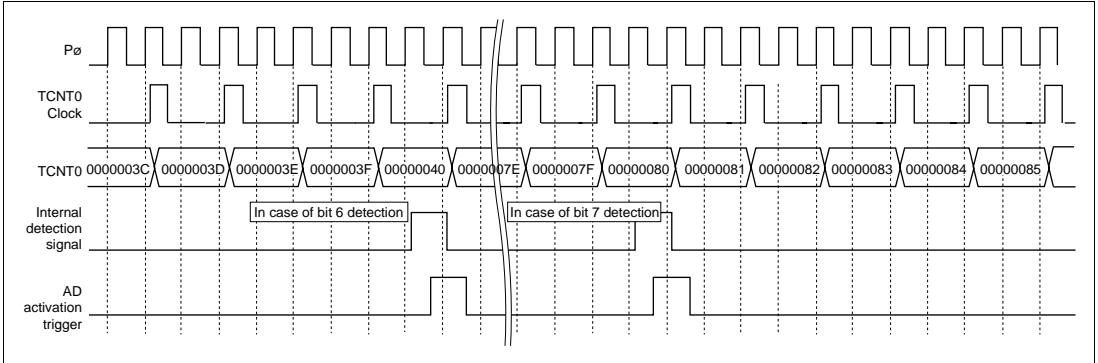 Pø
TCNT0
Clock
TCNT0 0000003C 0000003D 0000003E 0000003F 00000040 0000007E 0000007F 00000080 00000081 00000082 00000083 00000084 00000085
Internal
detection
signal
In case of bit 6 detection In case of bit 7 detection
AD
activation
trigger